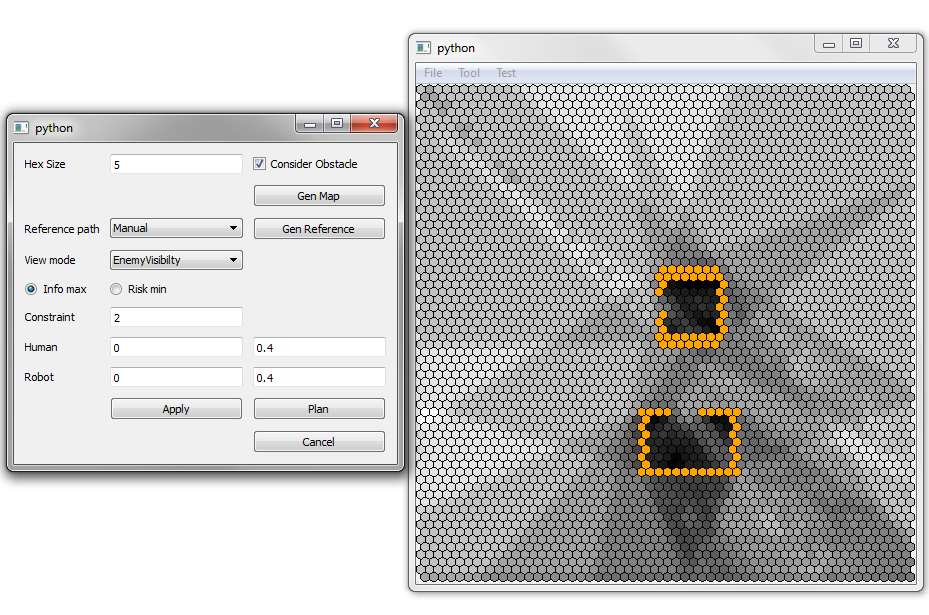 python
Hex Size 5 Consider Obstacle
Gen Map
Reference path Manual Gen Reference
View mode EnemyVisibilty
Info max Risk min
Constraint 2
Human 0 0.4
Robot 0 0.4
Apply Plan
Cancel
python
File Tool Test